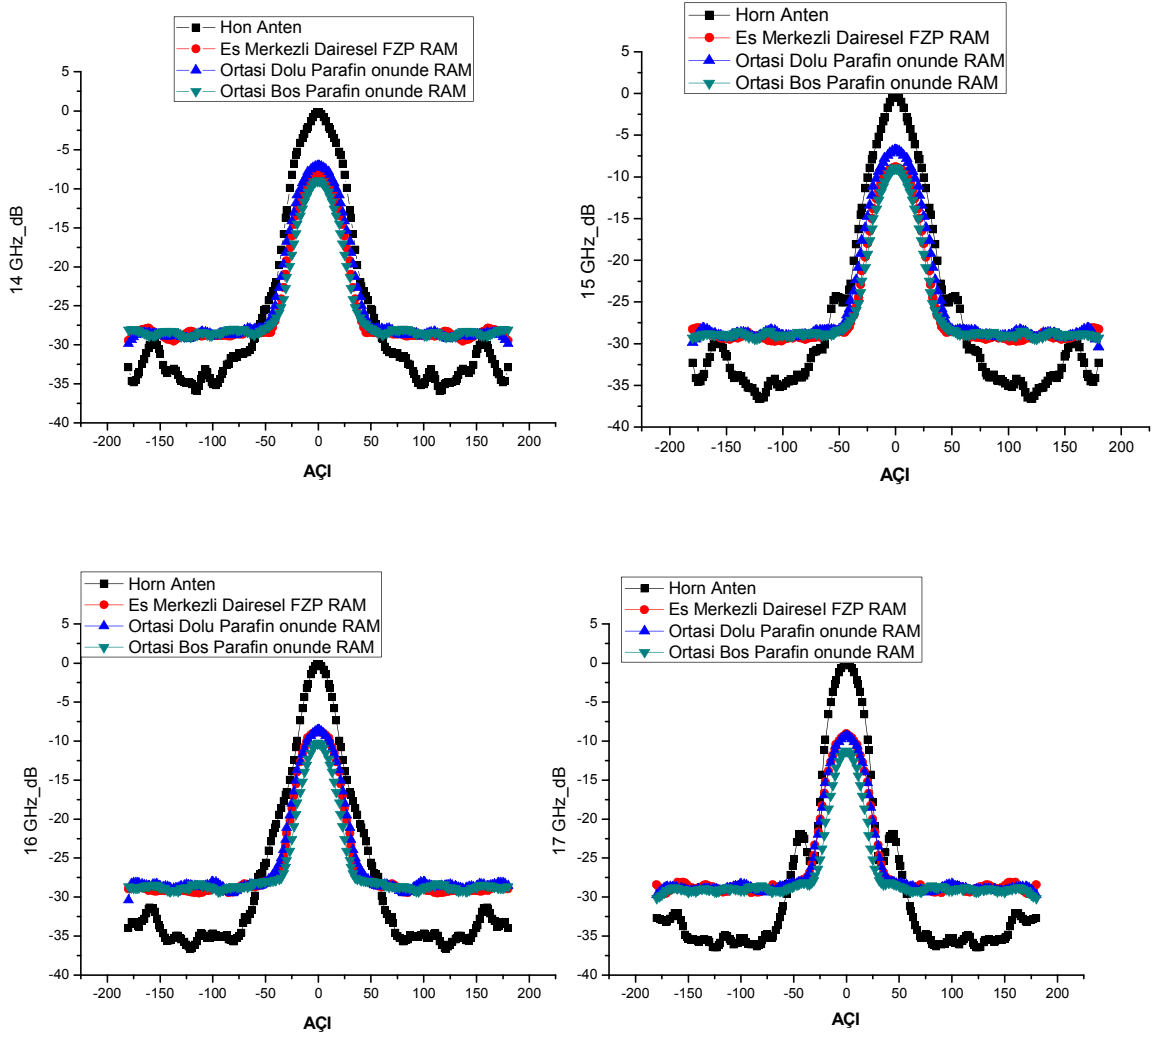 Hon Anten
Es Merkezli Dairesel FZP RAM
Ortasi Dolu Parafin onunde RAM
Ortasi Bos Parafin onunde RAM
5
0
-5
-10
-15
-20
-25
-30
-35
-40
14 GHz_dB
-200 -150 -100 -50 0 50 100 150 200
AÇI
Horn Anten
Es Merkezli Dairesel FZP RAM
Ortasi Dolu Parafin onunde RAM
Ortasi Bos Parafin onunde RAM
5
0
-5
-10
-15
-20
-25
-30
-35
-40
15 GHz_dB
-200 -150 -100 -50 0 50 100 150 200
AÇI
Horn Anten
Es Merkezli Dairesel FZP RAM
Ortasi Dolu Parafin onunde RAM
Ortasi Bos Parafin onunde RAM
5
0
-5
-10
-15
-20
-25
-30
-35
-40
16 GHz_dB
-200 -150 -100 -50 0 50 100 150 200
AÇI
Horn Anten
Es Merkezli Dairesel FZP RAM
Ortasi Dolu Parafin onunde RAM
Ortasi Bos Parafin onunde RAM
5
0
-5
-10
-15
-20
-25
-30
-35
-40
17 GHz_dB
-200 -150 -100 -50 0 50 100 150 200
AÇI